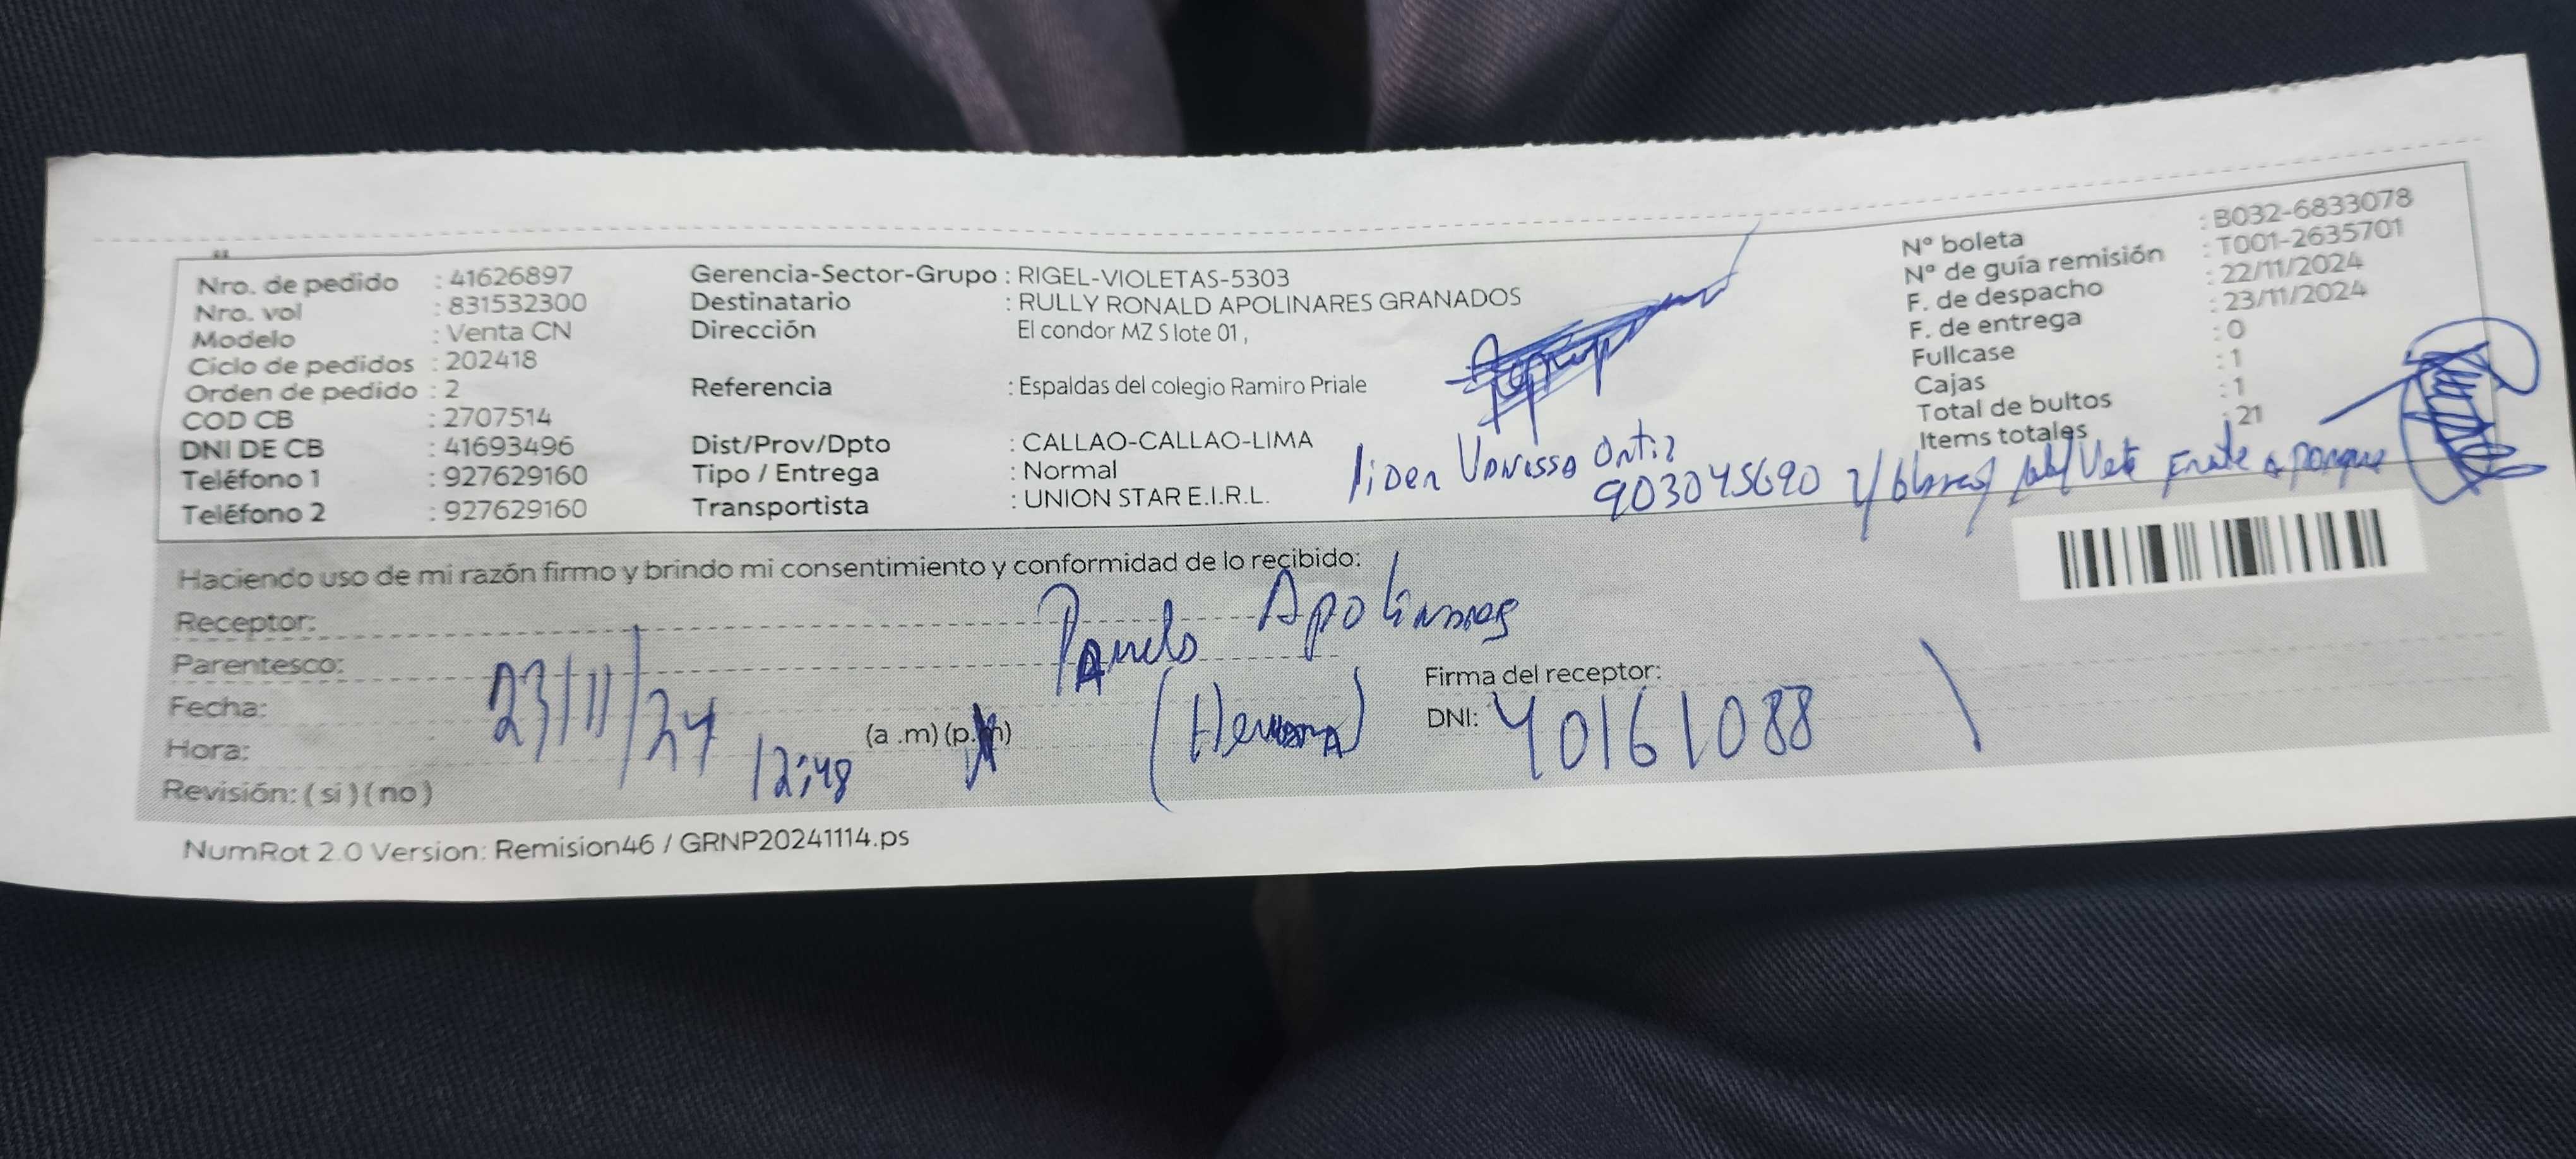 Nro. de pedido : 41626897
Nro. vol : 831532300
Modelo : Venta CN
Ciclo de pedidos : 202418
Orden de pedido : 2
COD CB : 2707514
DNI DE CB : 41693496
Teléfono 1 : 927629160
Teléfono 2 : 927629160
Gerencia-Sector-Grupo : RIGEL-VIOLETAS-5303
Destinatario : RULLY RONALD APOLINARES GRANADOS
Dirección El condor MZ S lote 01 ,
Referencia : Espaldas del colegio Ramiro Priale
Dist/Prov/Dpto : CALLAO-CALLAO-LIMA
Tipo / Entrega : Normal
Transportista : UNION STAR E.I.R.L.
N° boleta : B032-6833078
N° de guía remisión : T001-2635701
F. de despacho : 22/11/2024
F. de entrega : 23/11/2024
Fullcase : 0
Cajas : 1
Total de bultos : 1
Items totales : 21
lider Vanessa Ortiz
903045690 Frente a parque
Haciendo uso de mi razón firmo y brindo mi consentimiento y conformidad de lo recibido:
Receptor: Apolinares
Parentesco: (Hermana)
Fecha: 23/11/24
Hora: 12:48 (a .m) (p.m)
Revisión: ( si ) ( no )
Firma del receptor:
DNI: 40161088
NumRot 2.0 Version: Remision46 / GRNP20241114.ps